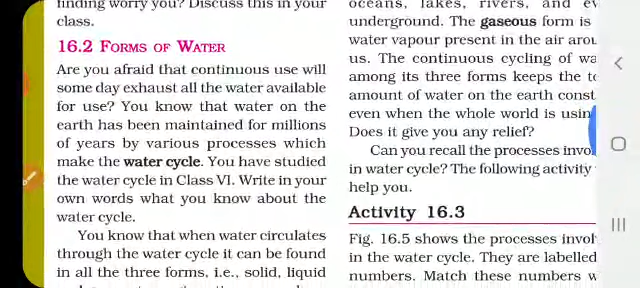 finding worry you? Discuss this in your
class.
16.2 FORMS OF WATER
Are you afraid that continuous use will
some day exhaust all the water available
for use? You know that water on the
earth has been maintained for millions
of years by various processes which
make the water cycle. You have studied
the water cycle in Class VI. Write in your
own words what you know about the
water cycle.
You know that when water circulates
through the water cycle it can be found
in all the three forms, i.e., solid, liquid
oceans, lakes, rivers, and
underground. The gaseous form is
water vapour present in the air
us. The continuous cycling of
among its three forms keeps the
amount of water on the earth
even when the whole world is
Does it give you any relief?
Can you recall the processes
in water cycle? The following activity
help you.
Activity 16.3
Fig. 16.5 shows the processes
in the water cycle. They are labelled
numbers. Match these numbers